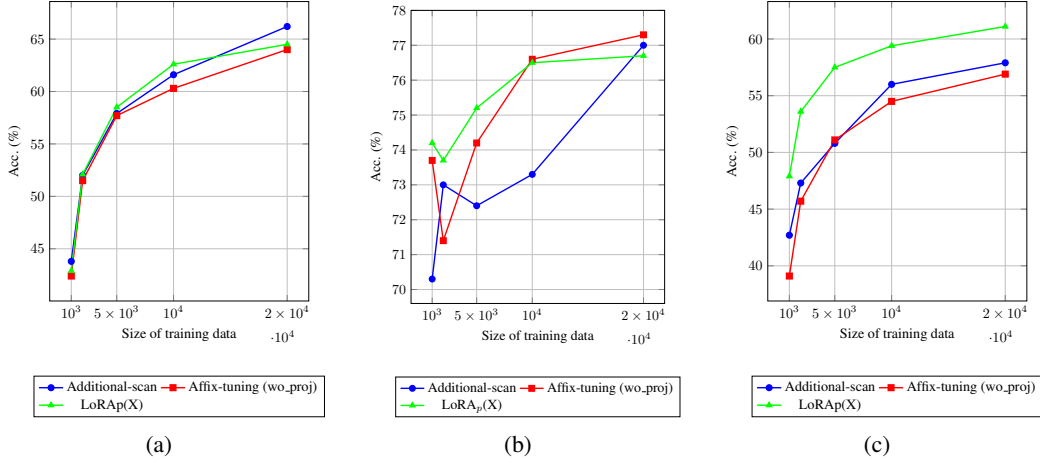 65
60
55
50
45
Acc. (%)
10³
5 × 10³
10⁴
2 × 10⁴
Size of training data
·10⁴
Additional-scan
Affix-tuning (wo_proj)
LoRAp(X)
(a)
78
77
76
75
74
73
72
71
70
Acc. (%)
10³
5 × 10³
10⁴
2 × 10⁴
Size of training data
·10⁴
Additional-scan
Affix-tuning (wo_proj)
LoRAₚ(X)
(b)
60
55
50
45
40
Acc. (%)
10³
5 × 10³
10⁴
2 × 10⁴
Size of training data
·10⁴
Additional-scan
Affix-tuning (wo_proj)
LoRAp(X)
(c)